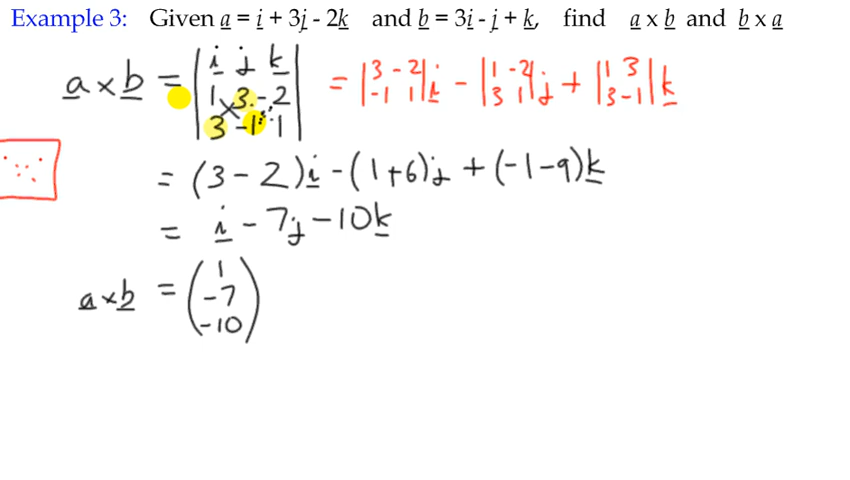 Example 3: Given a = i + 3j - 2k and b = 3i - j + k, find a x b and b x a
a × b = | i j k | = |3 -2| i - |1 -2| j + |1 3| k
| 1 3 -2 | |-1 1| |3 1| |3 -1|
| 3 -1 1 |
= (3 - 2)i - (1+6)j + (-1-9)k
= i - 7j - 10k
a×b = ( 1
-7
-10 )